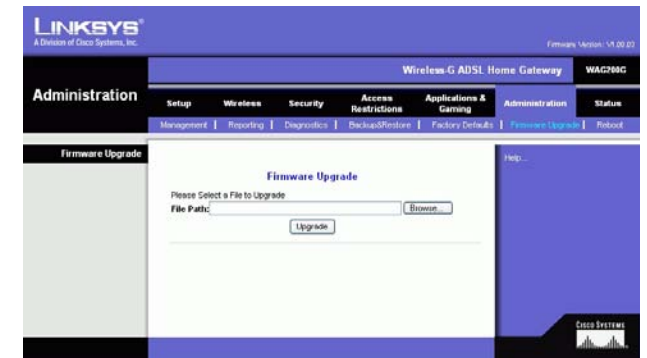 LINKSYS®
A Division of Cisco Systems, Inc.
Firmware Version: V1.00.03
Wireless-G ADSL Home Gateway WAG200G
Administration
Setup Wireless Security Access Restrictions Applications & Gaming Administration Status
Management | Reporting | Diagnostics | Backup&Restore | Factory Defaults | Firmware Upgrade | Reboot
Firmware Upgrade
Help...
Firmware Upgrade
Please Select a File to Upgrade
File Path: Browse...
Upgrade
CISCO SYSTEMS